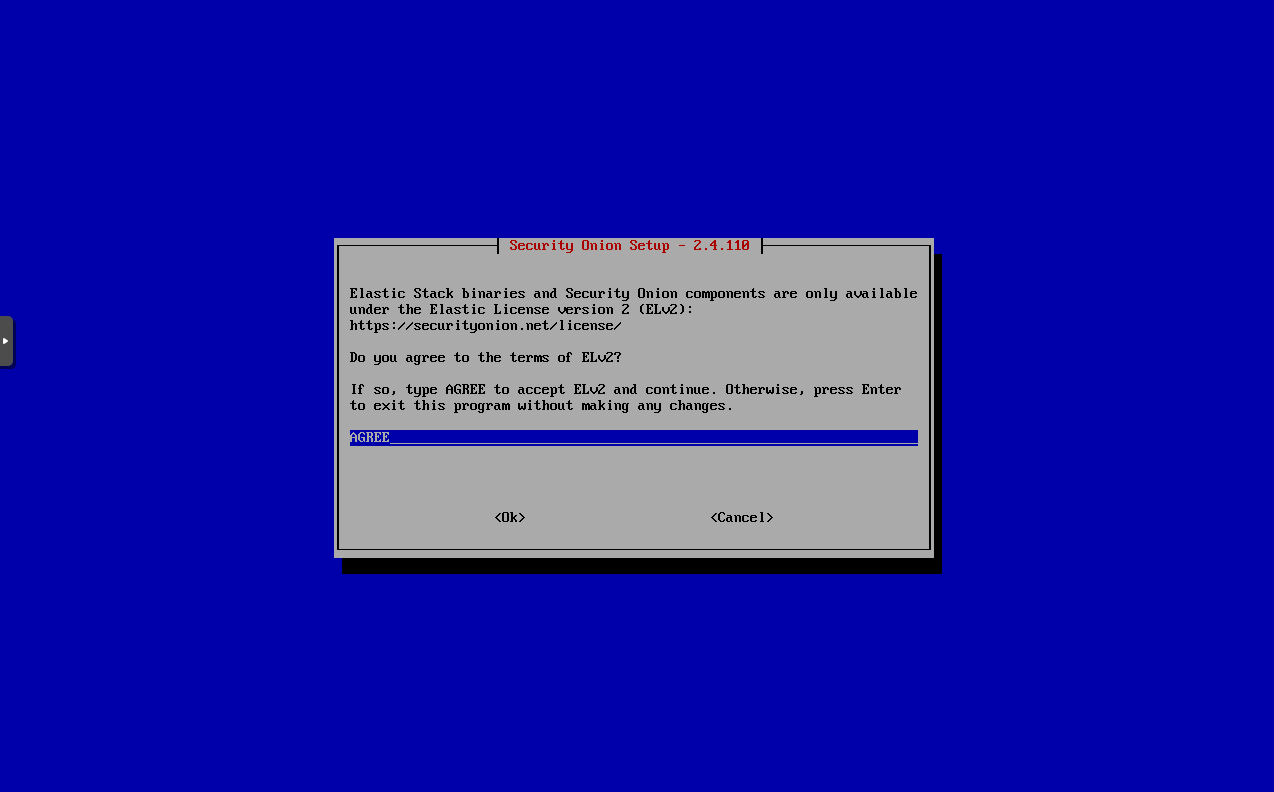 Security Onion Setup - 2.4.110
Elastic Stack binaries and Security Onion components are only available
under the Elastic License version 2 (ELv2):
https://securityonion.net/license/
Do you agree to the terms of ELv2?
If so, type AGREE to accept ELv2 and continue. Otherwise, press Enter
to exit this program without making any changes.
AGREE
<Ok> <Cancel>